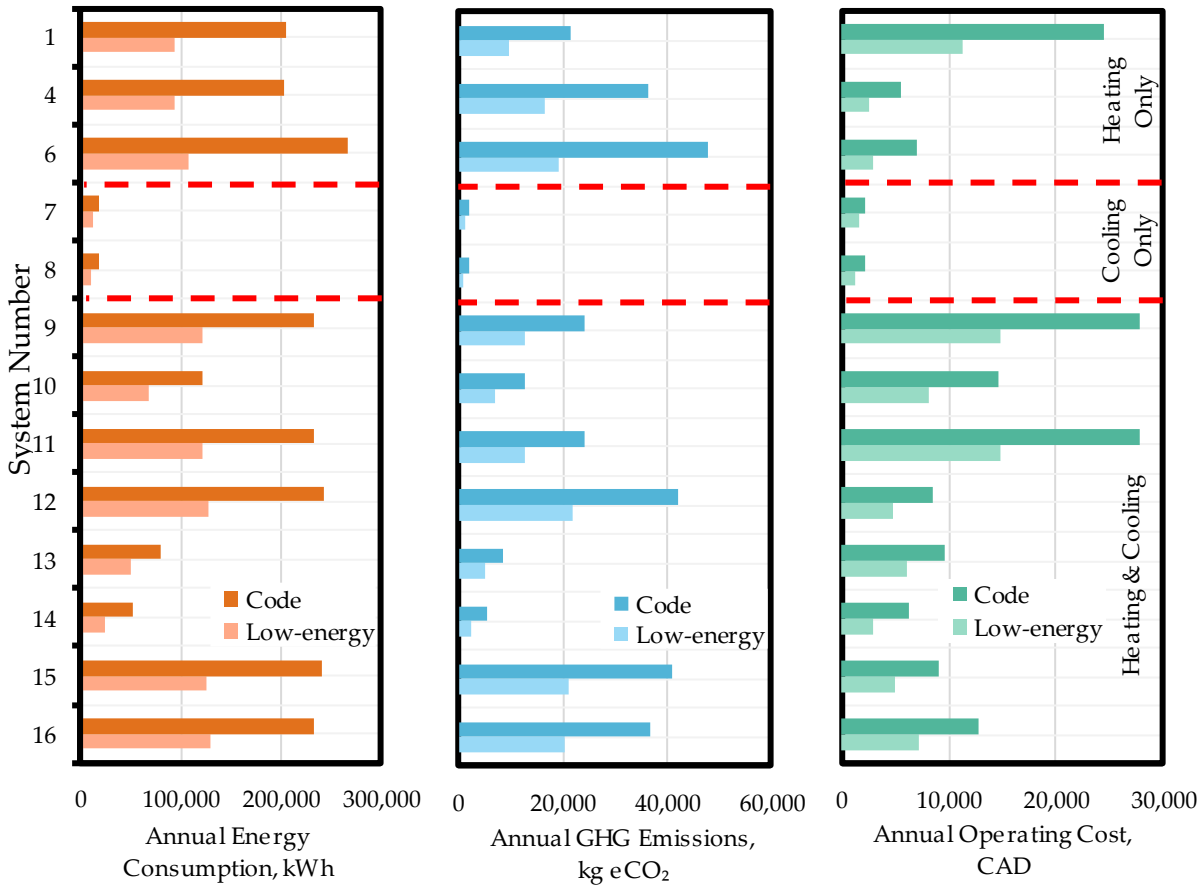 System Number
1
4
6
7
8
9
10
11
12
13
14
15
16
Code
Low-energy
0
100,000
200,000
300,000
Annual Energy
Consumption, kWh
Code
Low-energy
0
20,000
40,000
60,000
Annual GHG Emissions,
kg eCO₂
Heating
Only
Cooling
Only
Heating & Cooling
Code
Low-energy
0
10,000
20,000
30,000
Annual Operating Cost,
CAD